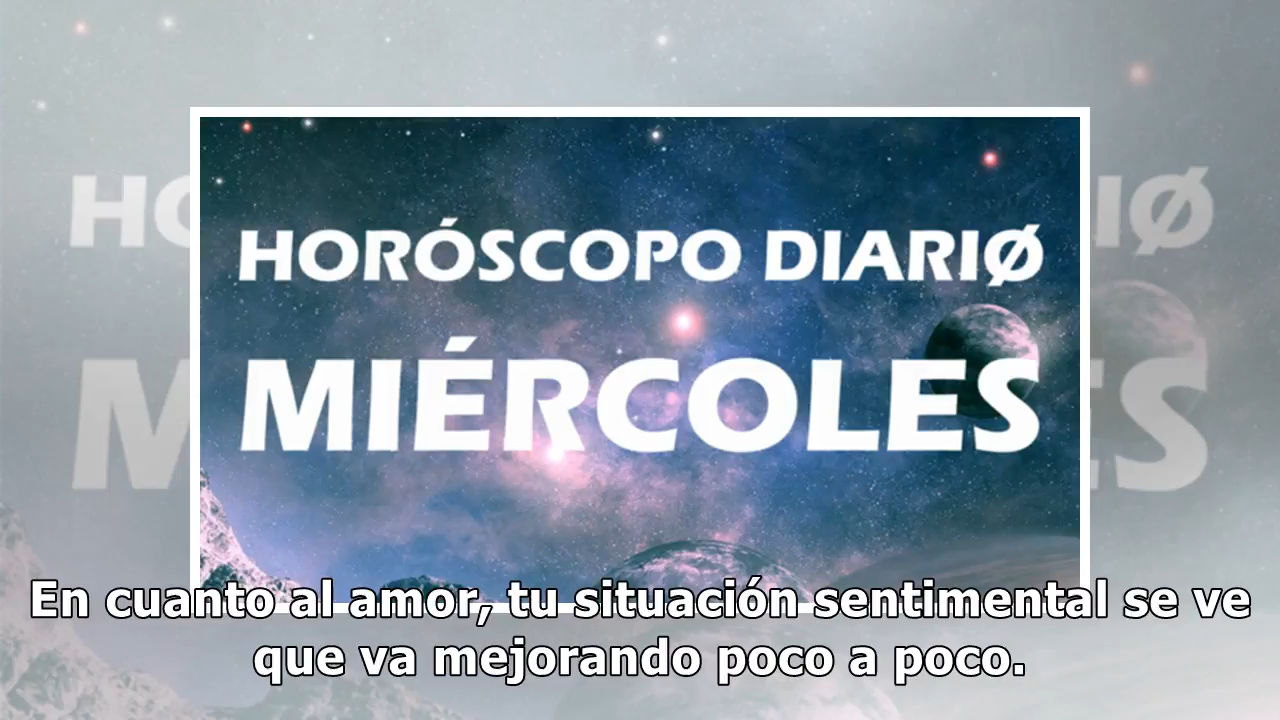 HORÓSCOPO DIARIØ
MIÉRCOLES
En cuanto al amor, tu situación sentimental se ve
que va mejorando poco a poco.